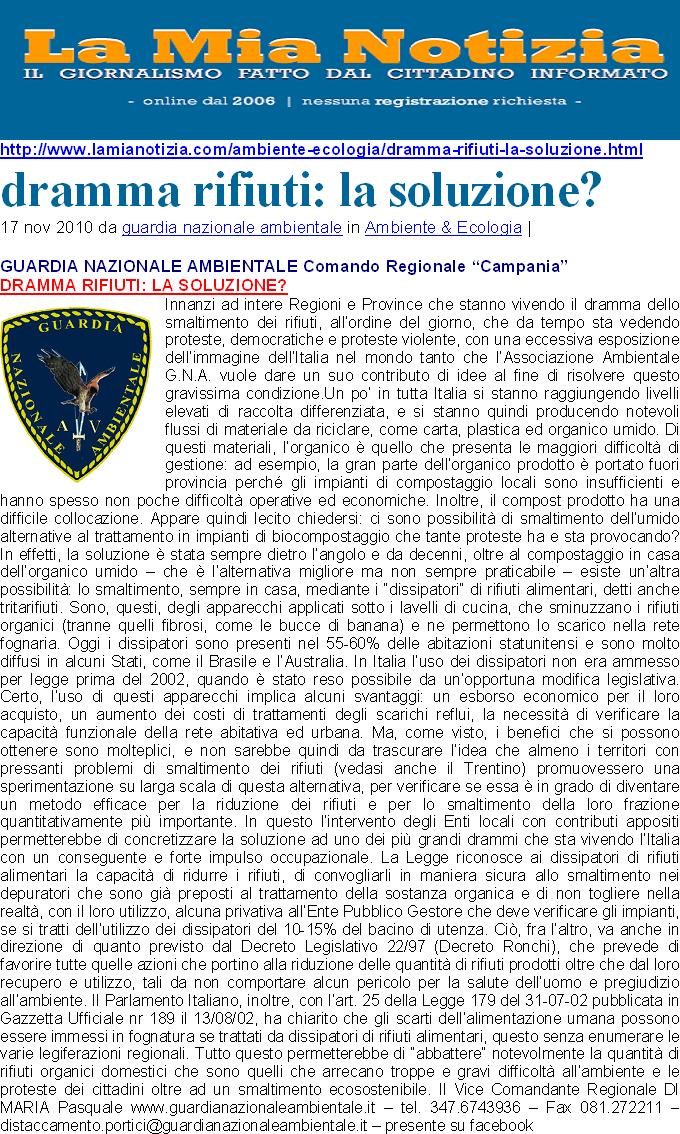 La Mia Notizia
IL GIORNALISMO FATTO DAL CITTADINO INFORMATO
- online dal 2006 | nessuna registrazione richiesta -
http://www.lamianotizia.com/ambiente-ecologia/dramma-rifiuti-la-soluzione.html
dramma rifiuti: la soluzione?
17 nov 2010 da guardia nazionale ambientale in Ambiente & Ecologia |
GUARDIA NAZIONALE AMBIENTALE Comando Regionale “Campania”
DRAMMA RIFIUTI: LA SOLUZIONE?
GUARDIA
NAZIONALE
AMBIENTALE
A V
Innanzi ad intere Regioni e Province che stanno vivendo il dramma dello
smaltimento dei rifiuti, all’ordine del giorno, che da tempo sta vedendo
proteste, democratiche e proteste violente, con una eccessiva esposizione
dell’immagine dell’Italia nel mondo tanto che l’Associazione Ambientale
G.N.A. vuole dare un suo contributo di idee al fine di risolvere questo
gravissima condizione.Un po’ in tutta Italia si stanno raggiungendo livelli
elevati di raccolta differenziata, e si stanno quindi producendo notevoli
flussi di materiale da riciclare, come carta, plastica ed organico umido. Di
questi materiali, l’organico è quello che presenta le maggiori difficoltà di
gestione: ad esempio, la gran parte dell’organico prodotto è portato fuori
provincia perché gli impianti di compostaggio locali sono insufficienti e
hanno spesso non poche difficoltà operative ed economiche. Inoltre, il compost prodotto ha una
difficile collocazione. Appare quindi lecito chiedersi: ci sono possibilità di smaltimento dell’umido
alternative al trattamento in impianti di biocompostaggio che tante proteste ha e sta provocando?
In effetti, la soluzione è stata sempre dietro l’angolo e da decenni, oltre al compostaggio in casa
dell’organico umido – che è l’alternativa migliore ma non sempre praticabile – esiste un’altra
possibilità: lo smaltimento, sempre in casa, mediante i “dissipatori” di rifiuti alimentari, detti anche
tritarifiuti. Sono, questi, degli apparecchi applicati sotto i lavelli di cucina, che sminuzzano i rifiuti
organici (tranne quelli fibrosi, come le bucce di banana) e ne permettono lo scarico nella rete
fognaria. Oggi i dissipatori sono presenti nel 55-60% delle abitazioni statunitensi e sono molto
diffusi in alcuni Stati, come il Brasile e l’Australia. In Italia l’uso dei dissipatori non era ammesso
per legge prima del 2002, quando è stato reso possibile da un’opportuna modifica legislativa.
Certo, l’uso di questi apparecchi implica alcuni svantaggi: un esborso economico per il loro
acquisto, un aumento dei costi di trattamenti degli scarichi reflui, la necessità di verificare la
capacità funzionale della rete abitativa ed urbana. Ma, come visto, i benefici che si possono
ottenere sono molteplici, e non sarebbe quindi da trascurare l’idea che almeno i territori con
pressanti problemi di smaltimento dei rifiuti (vedasi anche il Trentino) promuovessero una
sperimentazione su larga scala di questa alternativa, per verificare se essa è in grado di diventare
un metodo efficace per la riduzione dei rifiuti e per lo smaltimento della loro frazione
quantitativamente più importante. In questo l’intervento degli Enti locali con contributi appositi
permetterebbe di concretizzare la soluzione ad uno dei più grandi drammi che sta vivendo l’Italia
con un conseguente e forte impulso occupazionale. La Legge riconosce ai dissipatori di rifiuti
alimentari la capacità di ridurre i rifiuti, di convogliarli in maniera sicura allo smaltimento nei
depuratori che sono già preposti al trattamento della sostanza organica e di non togliere nella
realtà, con il loro utilizzo, alcuna privativa all’Ente Pubblico Gestore che deve verificare gli impianti,
se si tratti dell’utilizzo dei dissipatori del 10-15% del bacino di utenza. Ciò, fra l’altro, va anche in
direzione di quanto previsto dal Decreto Legislativo 22/97 (Decreto Ronchi), che prevede di
favorire tutte quelle azioni che portino alla riduzione delle quantità di rifiuti prodotti oltre che dal loro
recupero e utilizzo, tali da non comportare alcun pericolo per la salute dell’uomo e pregiudizio
all’ambiente. Il Parlamento Italiano, inoltre, con l’art. 25 della Legge 179 del 31-07-02 pubblicata in
Gazzetta Ufficiale nr 189 il 13/08/02, ha chiarito che gli scarti dell’alimentazione umana possono
essere immessi in fognatura se trattati da dissipatori di rifiuti alimentari, questo senza enumerare le
varie legiferazioni regionali. Tutto questo permetterebbe di “abbattere” notevolmente la quantità di
rifiuti organici domestici che sono quelli che arrecano troppe e gravi difficoltà all’ambiente e le
proteste dei cittadini oltre ad un smaltimento ecosostenibile. Il Vice Comandante Regionale DI
MARIA Pasquale www.guardianazionaleambientale.it – tel. 347.6743936 – Fax 081.272211 –
distaccamento.portici@guardianazionaleambientale.it – presente su facebook